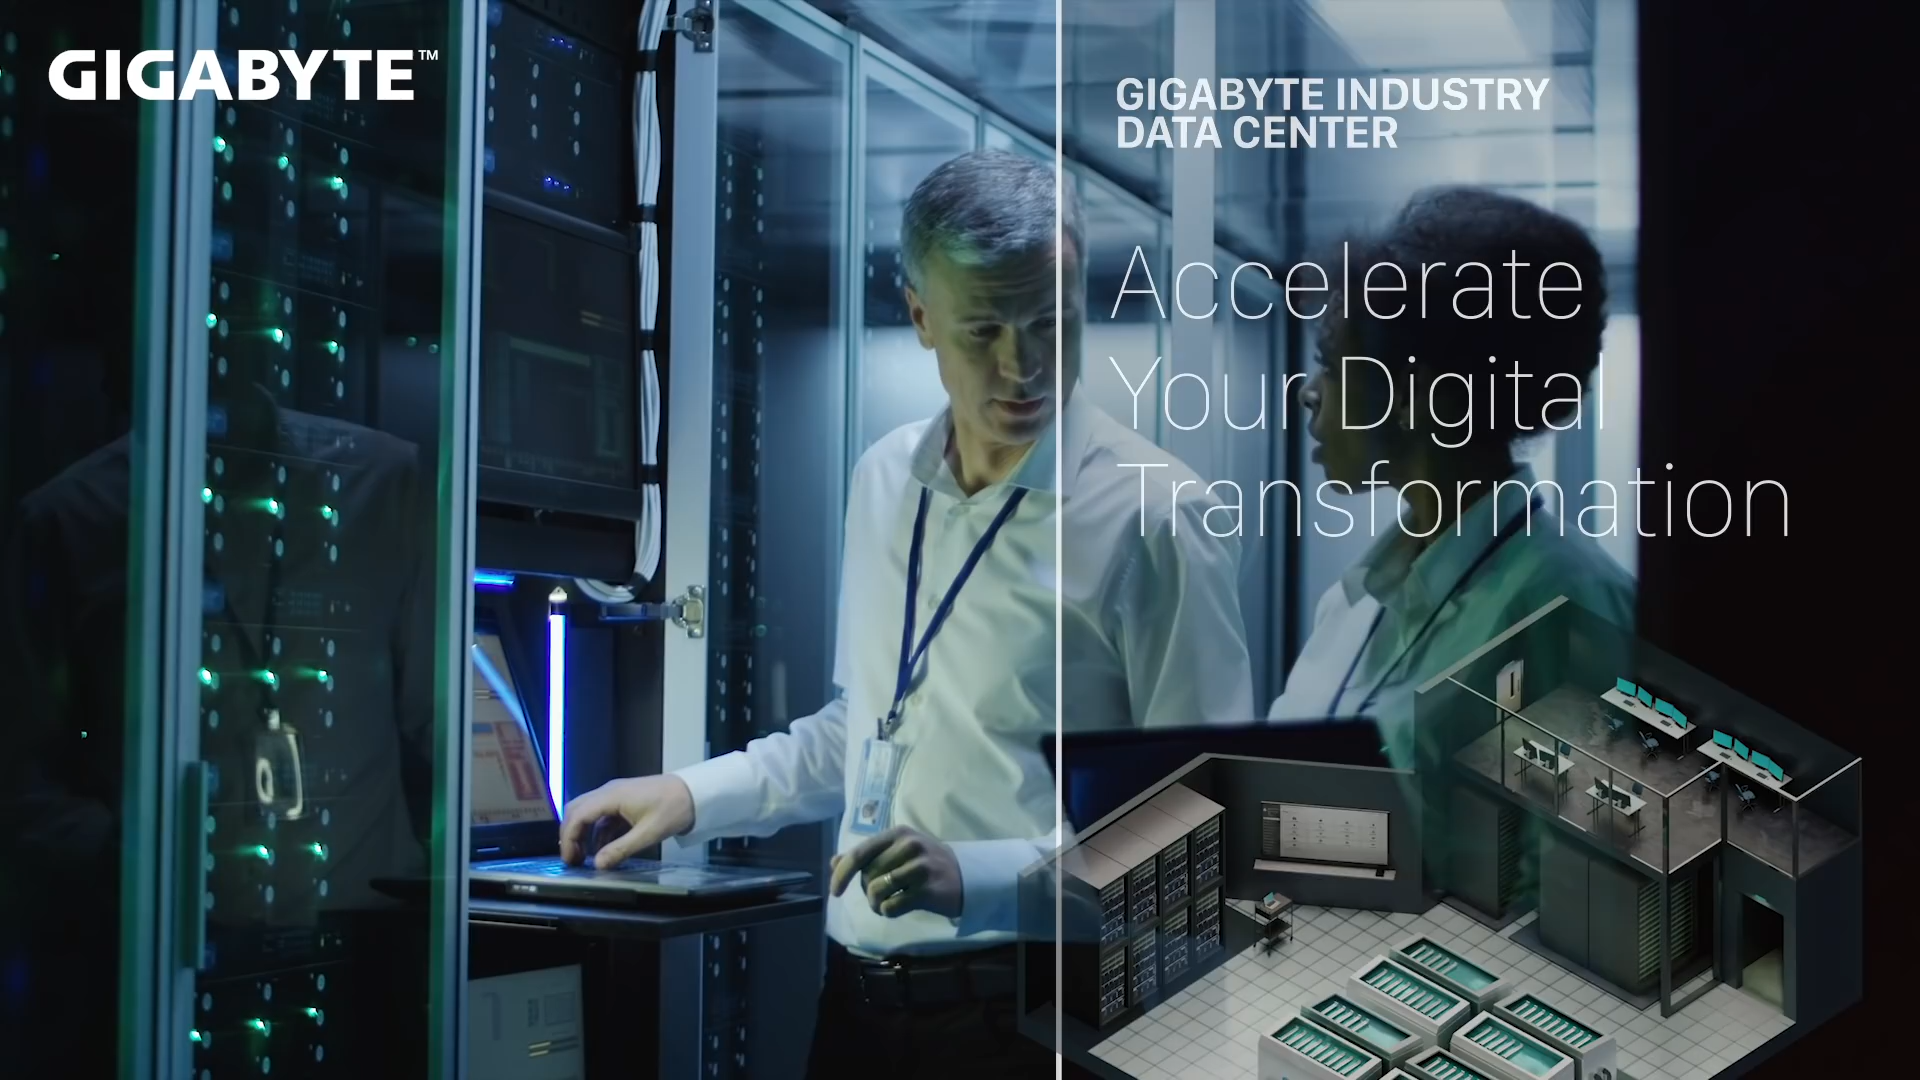 GIGABYTE™
GIGABYTE INDUSTRY
DATA CENTER
Accelerate
Your Digital
Transformation